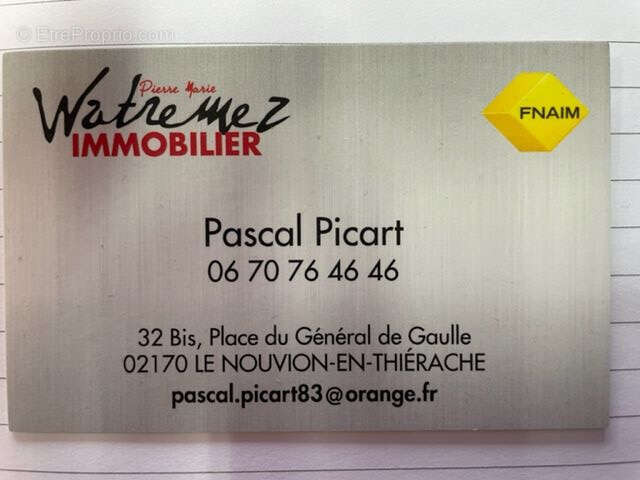 © EtreProprio.com
Pierre Marie
Watremez
IMMOBILIER
FNAIM
Pascal Picart
06 70 76 46 46
32 Bis, Place du Général de Gaulle
02170 LE NOUVION-EN-THIÉRACHE
pascal.picart83@orange.fr